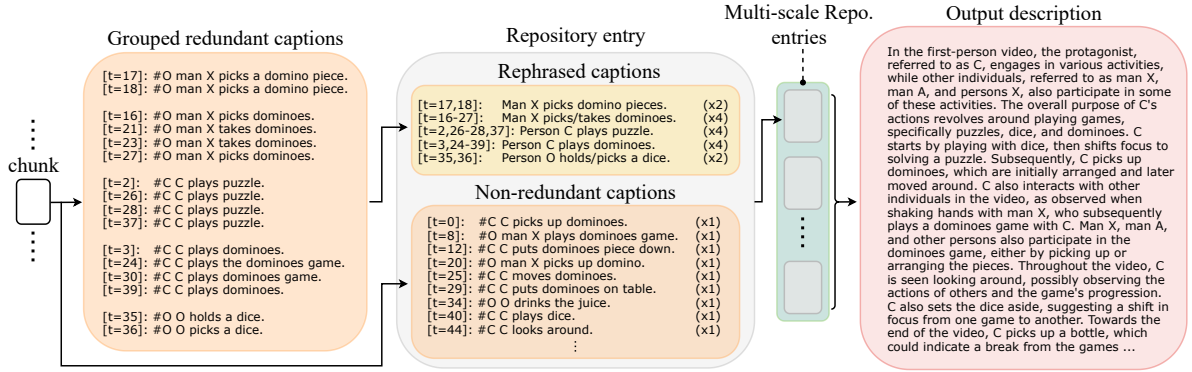 chunk
Grouped redundant captions
[t=17]: #O man X picks a domino piece.
[t=18]: #O man X picks a domino piece.
[t=16]: #O man X picks dominoes.
[t=21]: #O man X takes dominoes.
[t=23]: #O man X takes dominoes.
[t=27]: #O man X picks dominoes.
[t=2]: #C C plays puzzle.
[t=26]: #C C plays puzzle.
[t=28]: #C C plays puzzle.
[t=37]: #C C plays puzzle.
[t=3]: #C C plays dominoes.
[t=24]: #C C plays the dominoes game.
[t=30]: #C C plays dominoes game.
[t=39]: #C C plays dominoes.
[t=35]: #O O holds a dice.
[t=36]: #O O picks a dice.
Repository entry
Rephrased captions
[t=17,18]: Man X picks domino pieces. (x2)
[t=16-27]: Man X picks/takes dominoes. (x4)
[t=2,26-28,37]: Person C plays puzzle. (x4)
[t=3,24-39]: Person C plays dominoes. (x4)
[t=35,36]: Person O holds/picks a dice. (x2)
Non-redundant captions
[t=0]: #C C picks up dominoes. (x1)
[t=8]: #O man X plays dominoes game. (x1)
[t=12]: #C C puts dominoes piece down. (x1)
[t=20]: #O man X picks up domino. (x1)
[t=25]: #C C moves dominoes. (x1)
[t=29]: #C C puts dominoes on table. (x1)
[t=34]: #O O drinks the juice. (x1)
[t=40]: #C C plays dice. (x1)
[t=44]: #C C looks around. (x1)
Multi-scale Repo.
entries
Output description
In the first-person video, the protagonist,
referred to as C, engages in various activities,
while other individuals, referred to as man X,
man A, and persons X, also participate in some
of these activities. The overall purpose of C's
actions revolves around playing games,
specifically puzzles, dice, and dominoes. C
starts by playing with dice, then shifts focus to
solving a puzzle. Subsequently, C picks up
dominoes, which are initially arranged and later
moved around. C also interacts with other
individuals in the video, as observed when
shaking hands with man X, who subsequently
plays a dominoes game with C. Man X, man A,
and other persons also participate in the
dominoes game, either by picking up or
arranging the pieces. Throughout the video, C
is seen looking around, possibly observing the
actions of others and the game's progression.
C also sets the dice aside, suggesting a shift in
focus from one game to another. Towards the
end of the video, C picks up a bottle, which
could indicate a break from the games ...